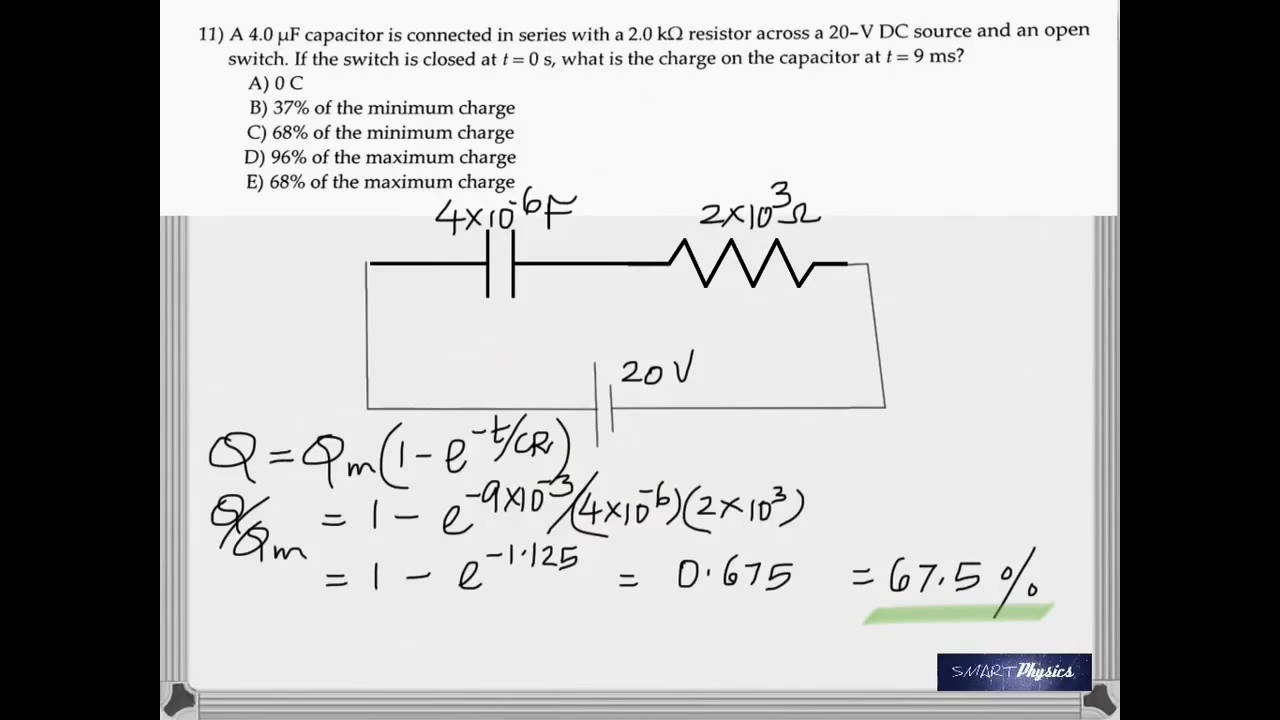 11) A 4.0 μF capacitor is connected in series with a 2.0 kΩ resistor across a 20-V DC source and an open
switch. If the switch is closed at t = 0 s, what is the charge on the capacitor at t = 9 ms?
A) 0 C
B) 37% of the minimum charge
C) 68% of the minimum charge
D) 96% of the maximum charge
E) 68% of the maximum charge
4×10⁻⁶F 2×10³Ω
20 V
Q = Qm(1 - e^-t/CR)
Q/Qm = 1 - e^-9×10⁻³/(4×10⁻⁶)(2×10³)
= 1 - e^-1.125 = 0.675 = 67.5 %
SMART Physics